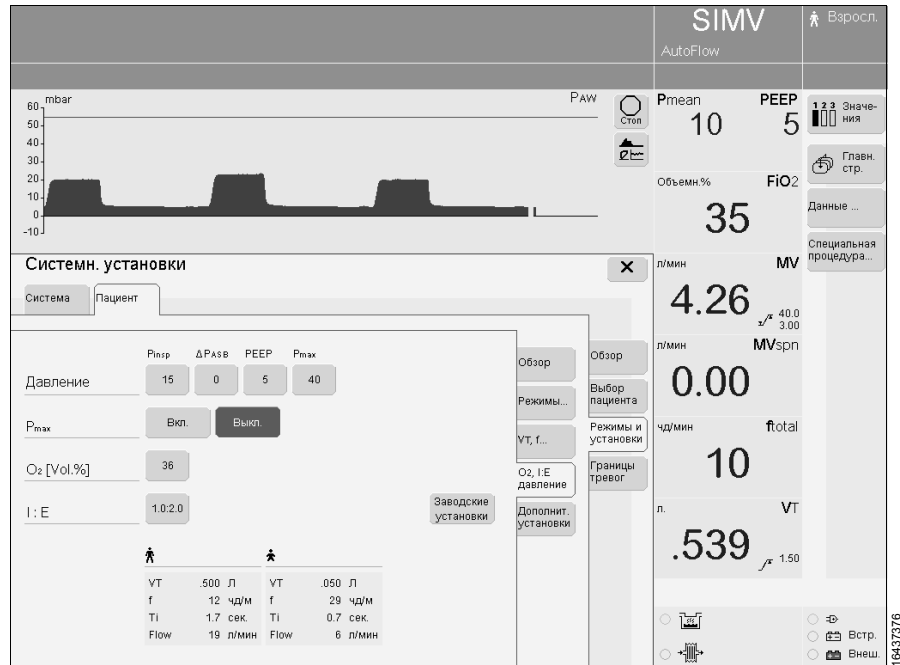 SIMV
AutoFlow
Взросл.
mbar
PAW
60
50
40
30
20
10
0
-10
Стоп
Pmean PEEP
10 5
1 2 3 Значе-
ния
Главн.
стр.
Данные ...
Специальная
процедура...
Объемн.% FiO2
35
л/мин MV
4.26 40.0
3.00
л/мин MVspn
0.00
чд/мин ftotal
10
л. VT
.539 1.50
Системн. установки
Система Пациент
Pinsp ΔPASB PEEP Pmax
Давление 15 0 5 40
Pmax Вкл. Выкл.
O2 [Vol.%] 36
I : E 1.0:2.0
Заводские
установки
VT .500 Л VT .050 Л
f 12 чд/м f 29 чд/м
Ti 1.7 сек. Ti 0.7 сек.
Flow 19 л/мин Flow 6 л/мин
Обзор
Режимы...
VT, f...
O2, I:E
давление
Дополнит.
установки
Обзор
Выбор
пациента
Режимы и
установки
Границы
тревог
Встр.
Внеш.
16437376